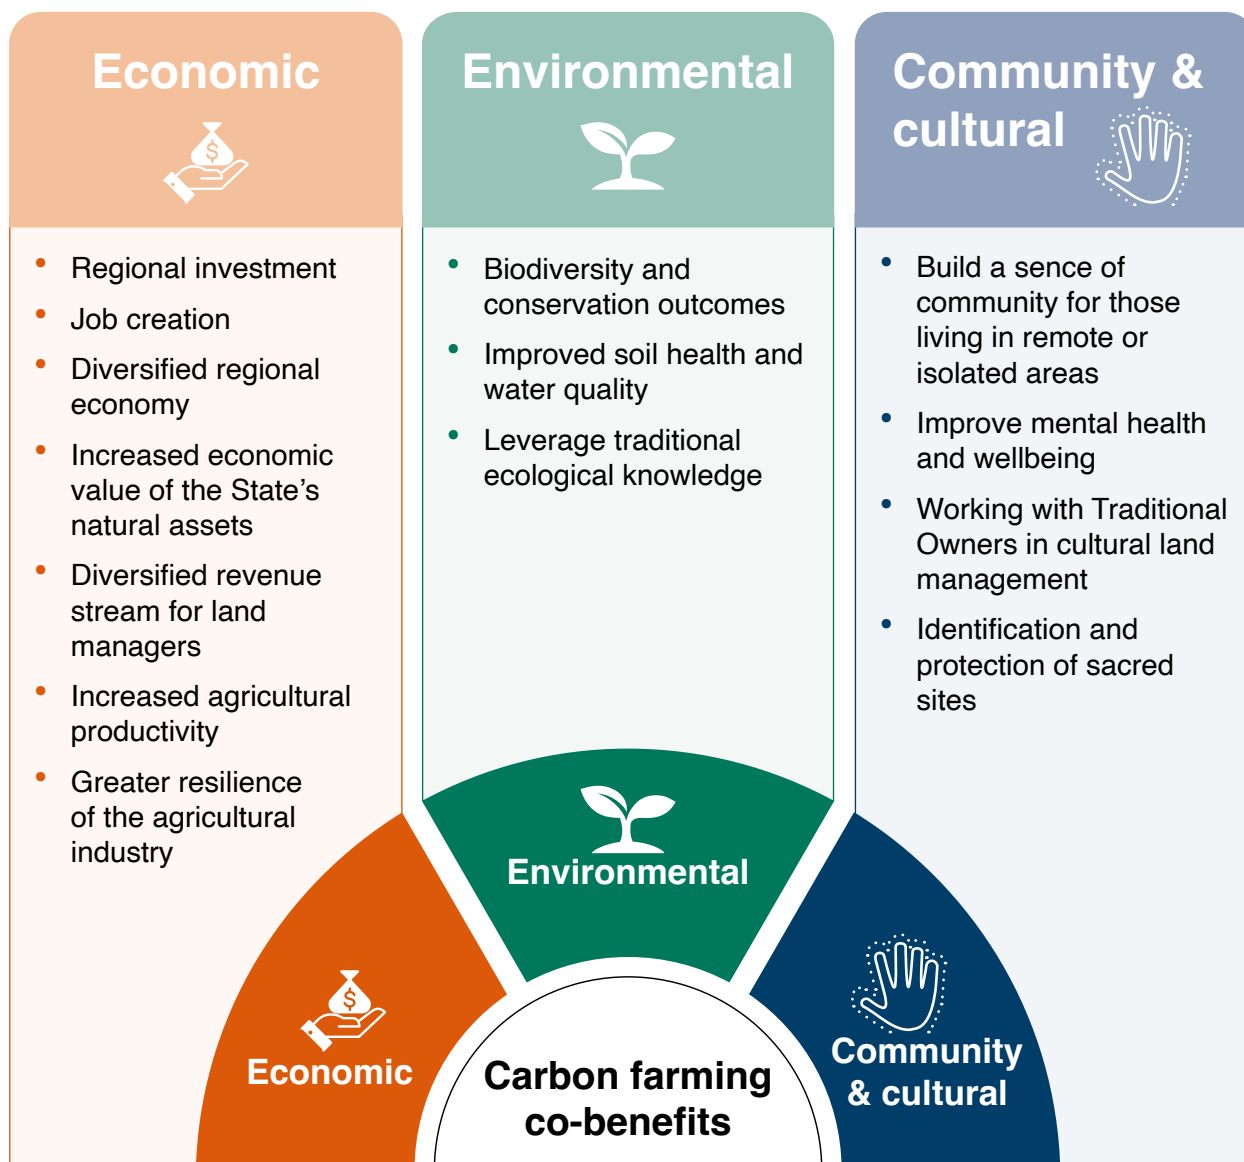 Economic
$
• Regional investment
• Job creation
• Diversified regional
economy
• Increased economic
value of the State’s
natural assets
• Diversified revenue
stream for land
managers
• Increased agricultural
productivity
• Greater resilience
of the agricultural
industry
Environmental
• Biodiversity and
conservation outcomes
• Improved soil health and
water quality
• Leverage traditional
ecological knowledge
Community &
cultural
• Build a sence of
community for those
living in remote or
isolated areas
• Improve mental health
and wellbeing
• Working with Traditional
Owners in cultural land
management
• Identification and
protection of sacred
sites
$
Economic
Environmental
Community
& cultural
Carbon farming
co-benefits